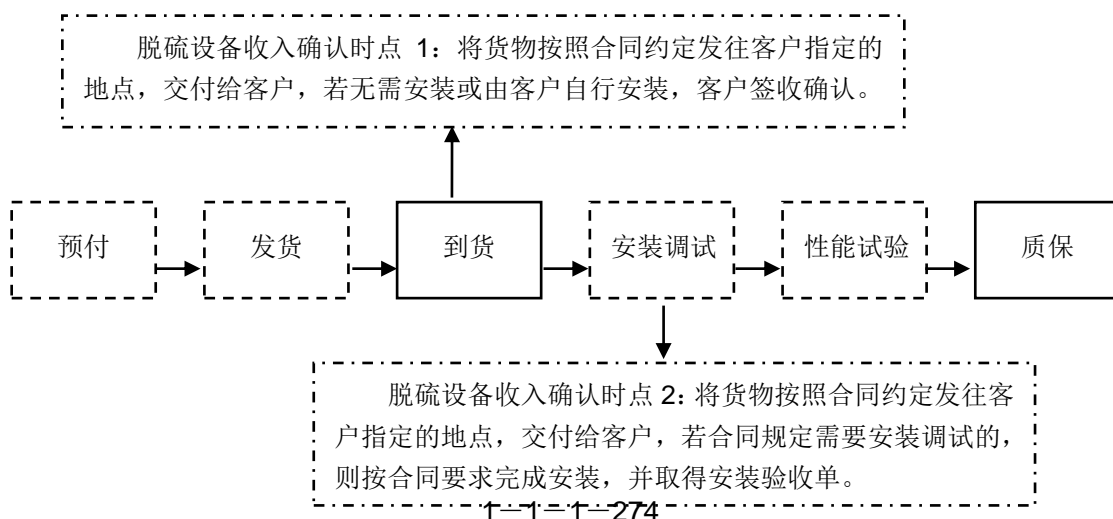 脱硫设备收入确认时点 1：将货物按照合同约定发往客户指定的
地点，交付给客户，若无需安装或由客户自行安装，客户签收确认。
预付
发货
到货
安装调试
性能试验
质保
脱硫设备收入确认时点 2：将货物按照合同约定发往客
户指定的地点，交付给客户，若合同规定需要安装调试的，
则按合同要求完成安装，并取得安装验收单。
1－1－1－274